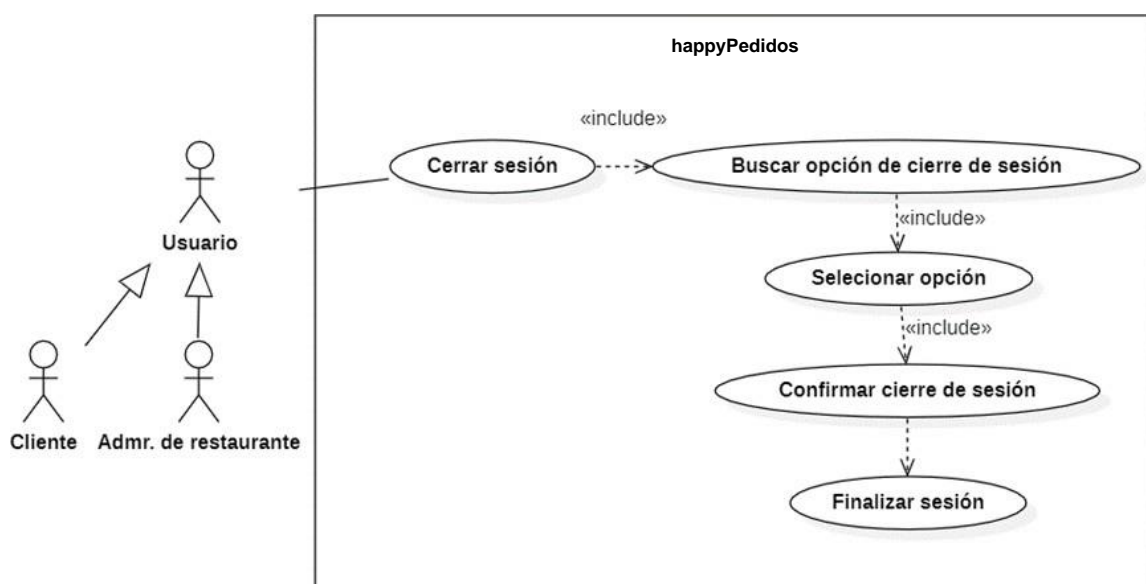 happyPedidos
«include»
Cerrar sesión
Buscar opción de cierre de sesión
«include»
Usuario
Selecionar opción
«include»
Confirmar cierre de sesión
Cliente
Admr. de restaurante
Finalizar sesión